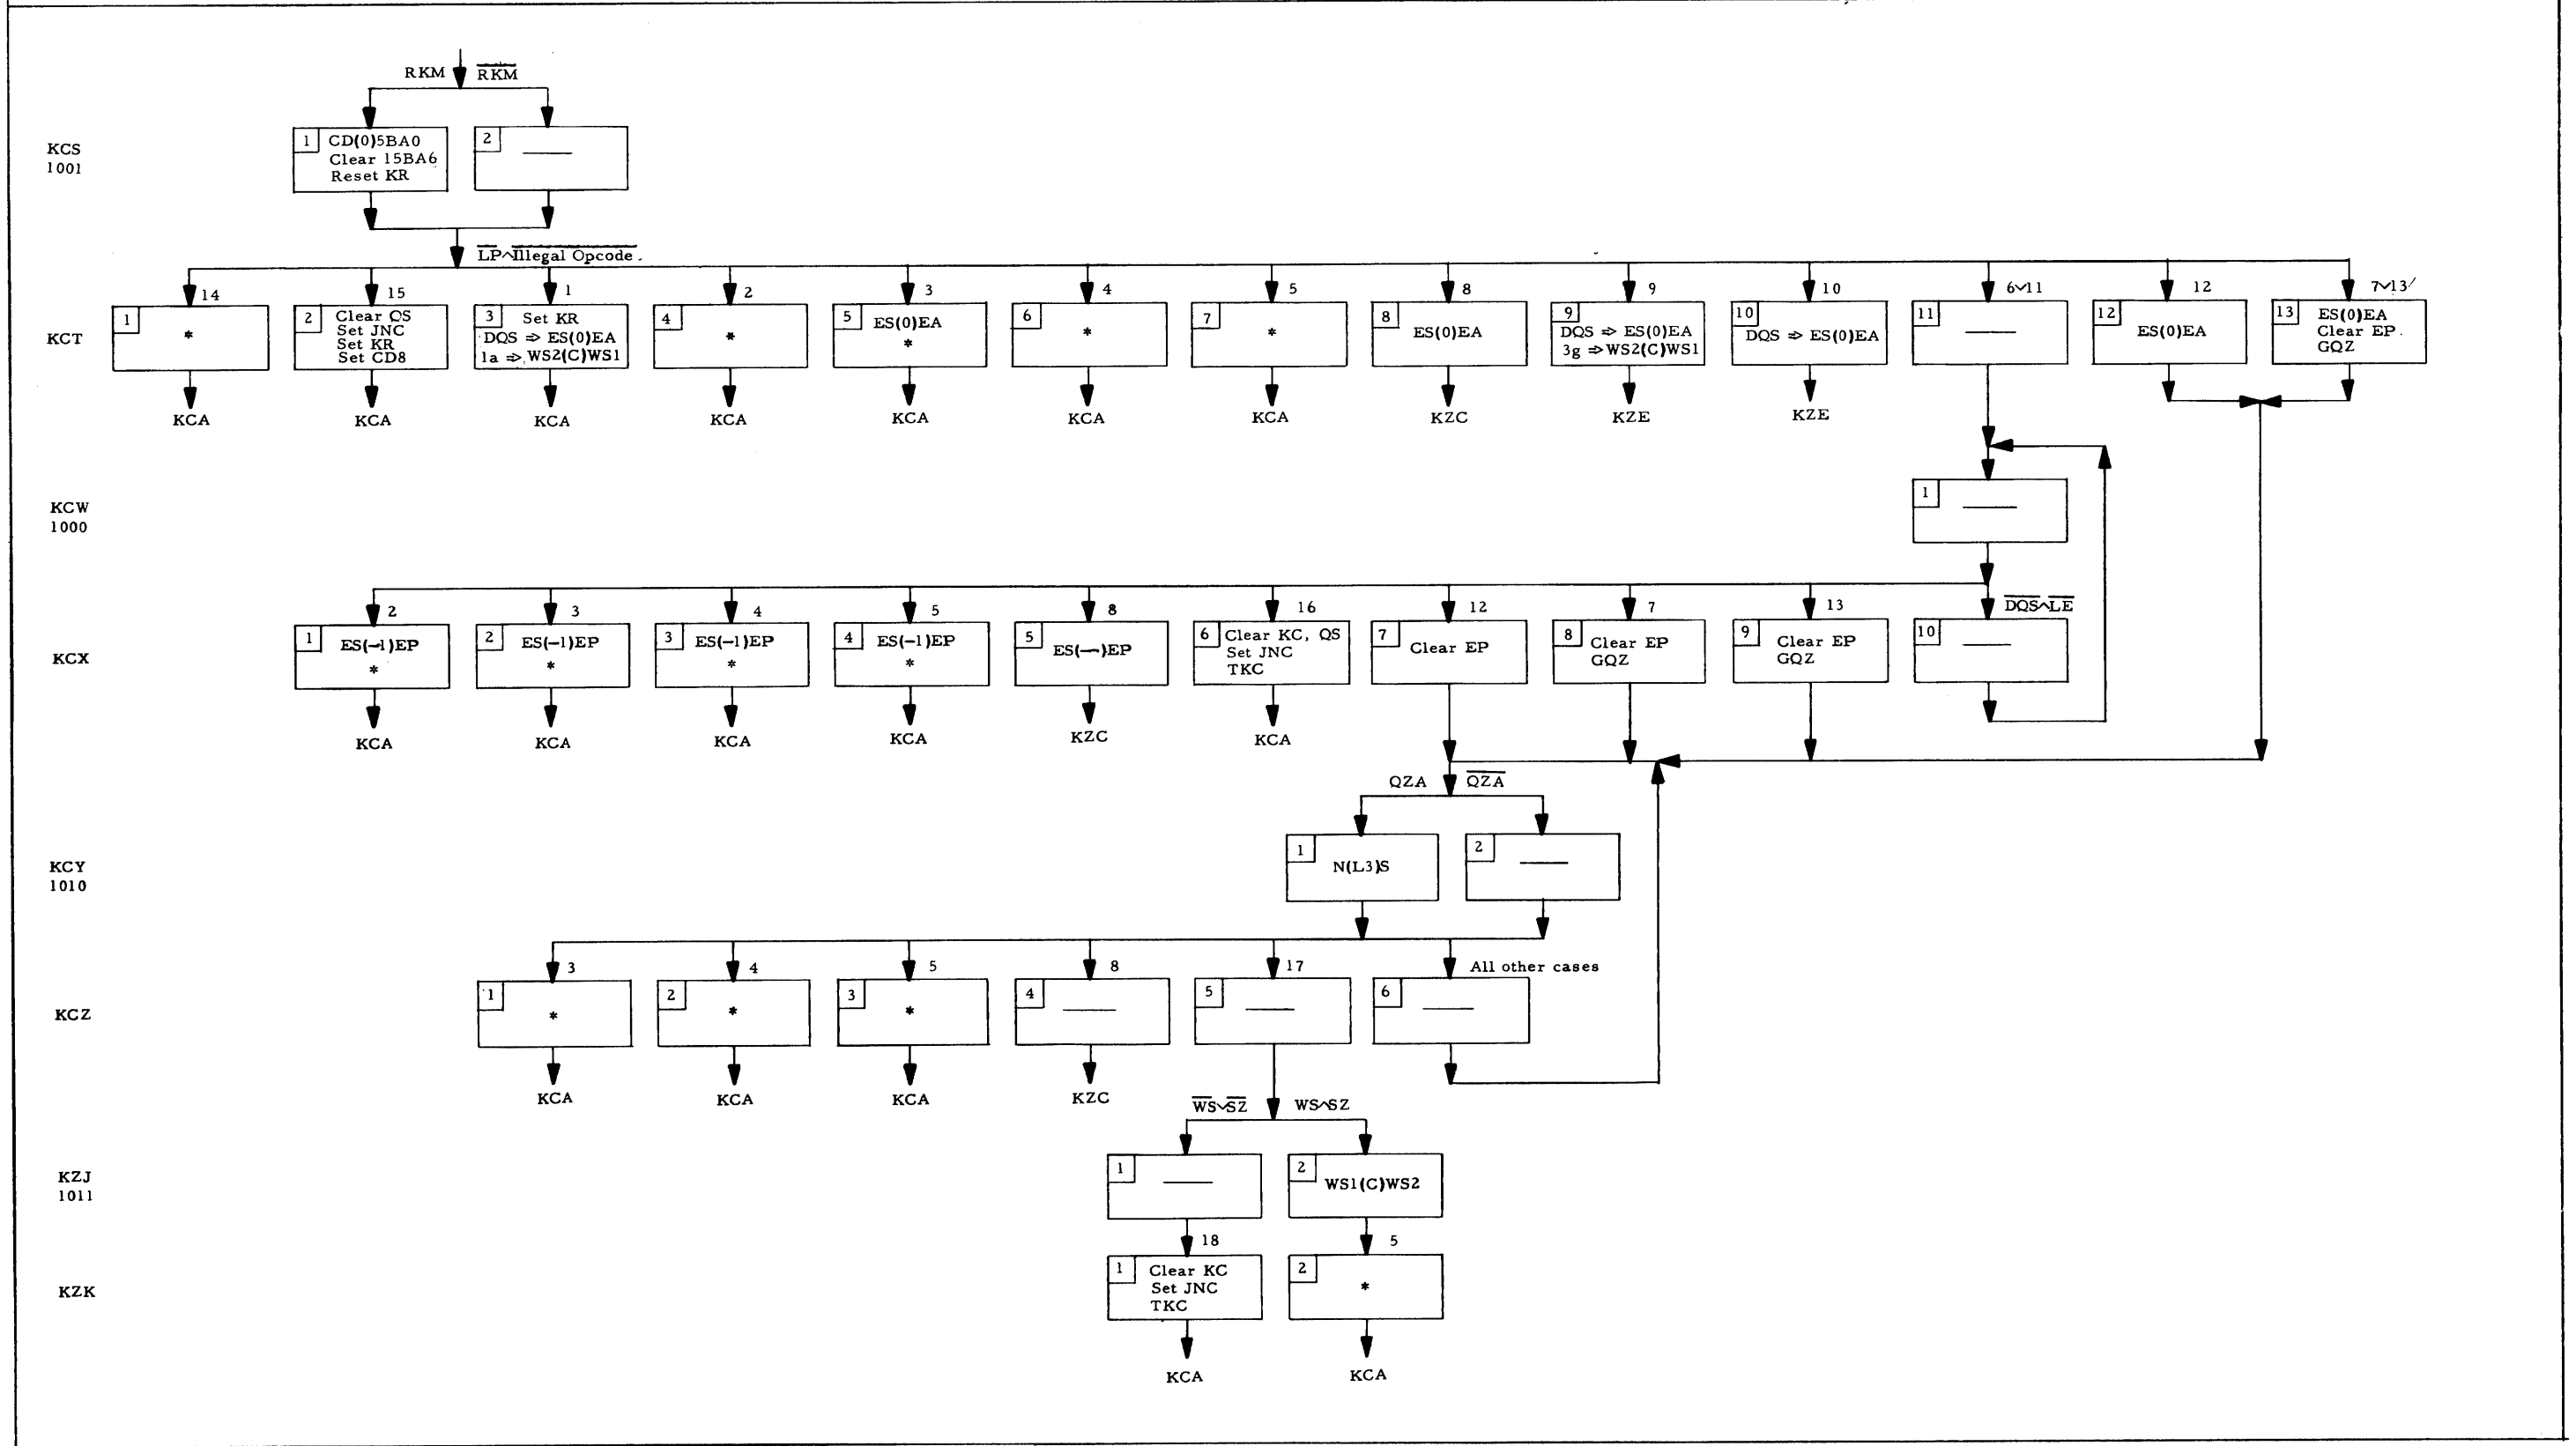 RKM R̅K̅M̅
KCS
1001
1 CD(0)5BA0
Clear 15BA6
Reset KR
2
L̅P̅^I̅l̅l̅e̅g̅a̅l̅ O̅p̅c̅o̅d̅e̅.
14 15 1 2 3 4 5 8 9 10 6∨11 12 7∨13
KCT
1 *
2 Clear QS
Set JNC
Set KR
Set CD8
3 Set KR
DQS ⇒ ES(0)EA
1a ⇒ WS2(C)WS1
4 *
5 ES(0)EA
*
6 *
7 *
8 ES(0)EA
9 DQS ⇒ ES(0)EA
3g ⇒ WS2(C)WS1
10 DQS ⇒ ES(0)EA
11
12 ES(0)EA
13 ES(0)EA
Clear EP.
GQZ
KCA KCA KCA KCA KCA KCA KCA KZC KZE KZE
KCW
1000
1
2 3 4 5 8 16 12 7 13 D̅Q̅S̅^L̅E̅
KCX
1 ES(-1)EP
*
2 ES(-1)EP
*
3 ES(-1)EP
*
4 ES(-1)EP
*
5 ES(—)EP
6 Clear KC, QS
Set JNC
TKC
7 Clear EP
8 Clear EP
GQZ
9 Clear EP
GQZ
10
KCA KCA KCA KCA KZC KCA
QZA Q̅Z̅A̅
KCY
1010
1 N(L3)S
2
3 4 5 8 17 All other cases
KCZ
1 *
2 *
3 *
4
5
6
KCA KCA KCA KZC
W̅S̅∨S̅Z̅ WS^SZ
KZJ
1011
1
2 WS1(C)WS2
18 5
KZK
1 Clear KC
Set JNC
TKC
2 *
KCA KCA